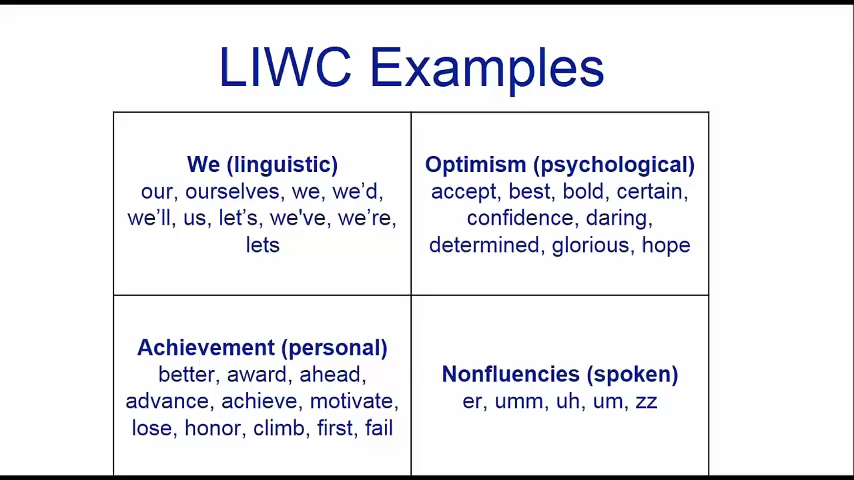 LIWC Examples
We (linguistic)
our, ourselves, we, we’d,
we’ll, us, let’s, we've, we’re,
lets
Optimism (psychological)
accept, best, bold, certain,
confidence, daring,
determined, glorious, hope
Achievement (personal)
better, award, ahead,
advance, achieve, motivate,
lose, honor, climb, first, fail
Nonfluencies (spoken)
er, umm, uh, um, zz